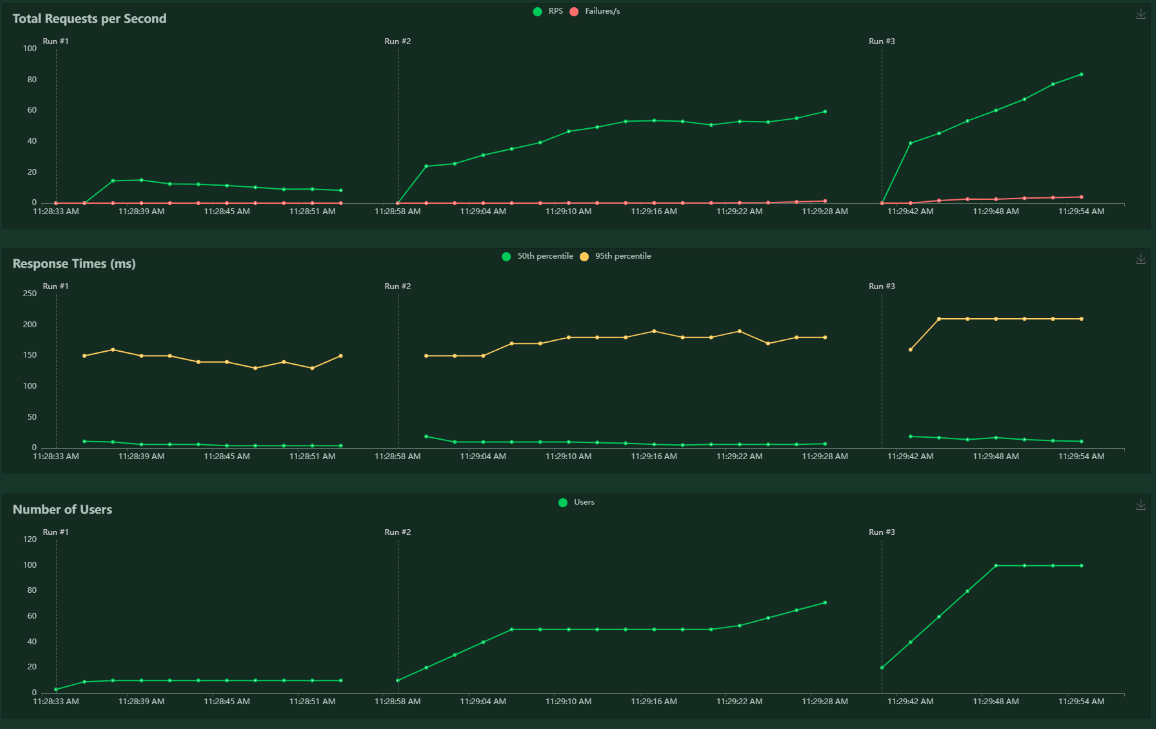 Total Requests per Second
RPS Failures/s
Run #1 Run #2 Run #3
100
80
60
40
20
0
11:28:33 AM 11:28:39 AM 11:28:45 AM 11:28:51 AM 11:28:58 AM 11:29:04 AM 11:29:10 AM 11:29:16 AM 11:29:22 AM 11:29:28 AM 11:29:42 AM 11:29:48 AM 11:29:54 AM
Response Times (ms)
50th percentile 95th percentile
Run #1 Run #2 Run #3
250
200
150
100
50
0
11:28:33 AM 11:28:39 AM 11:28:45 AM 11:28:51 AM 11:28:58 AM 11:29:04 AM 11:29:10 AM 11:29:16 AM 11:29:22 AM 11:29:28 AM 11:29:42 AM 11:29:48 AM 11:29:54 AM
Number of Users
Users
Run #1 Run #2 Run #3
120
100
80
60
40
20
0
11:28:33 AM 11:28:39 AM 11:28:45 AM 11:28:51 AM 11:28:58 AM 11:29:04 AM 11:29:10 AM 11:29:16 AM 11:29:22 AM 11:29:28 AM 11:29:42 AM 11:29:48 AM 11:29:54 AM